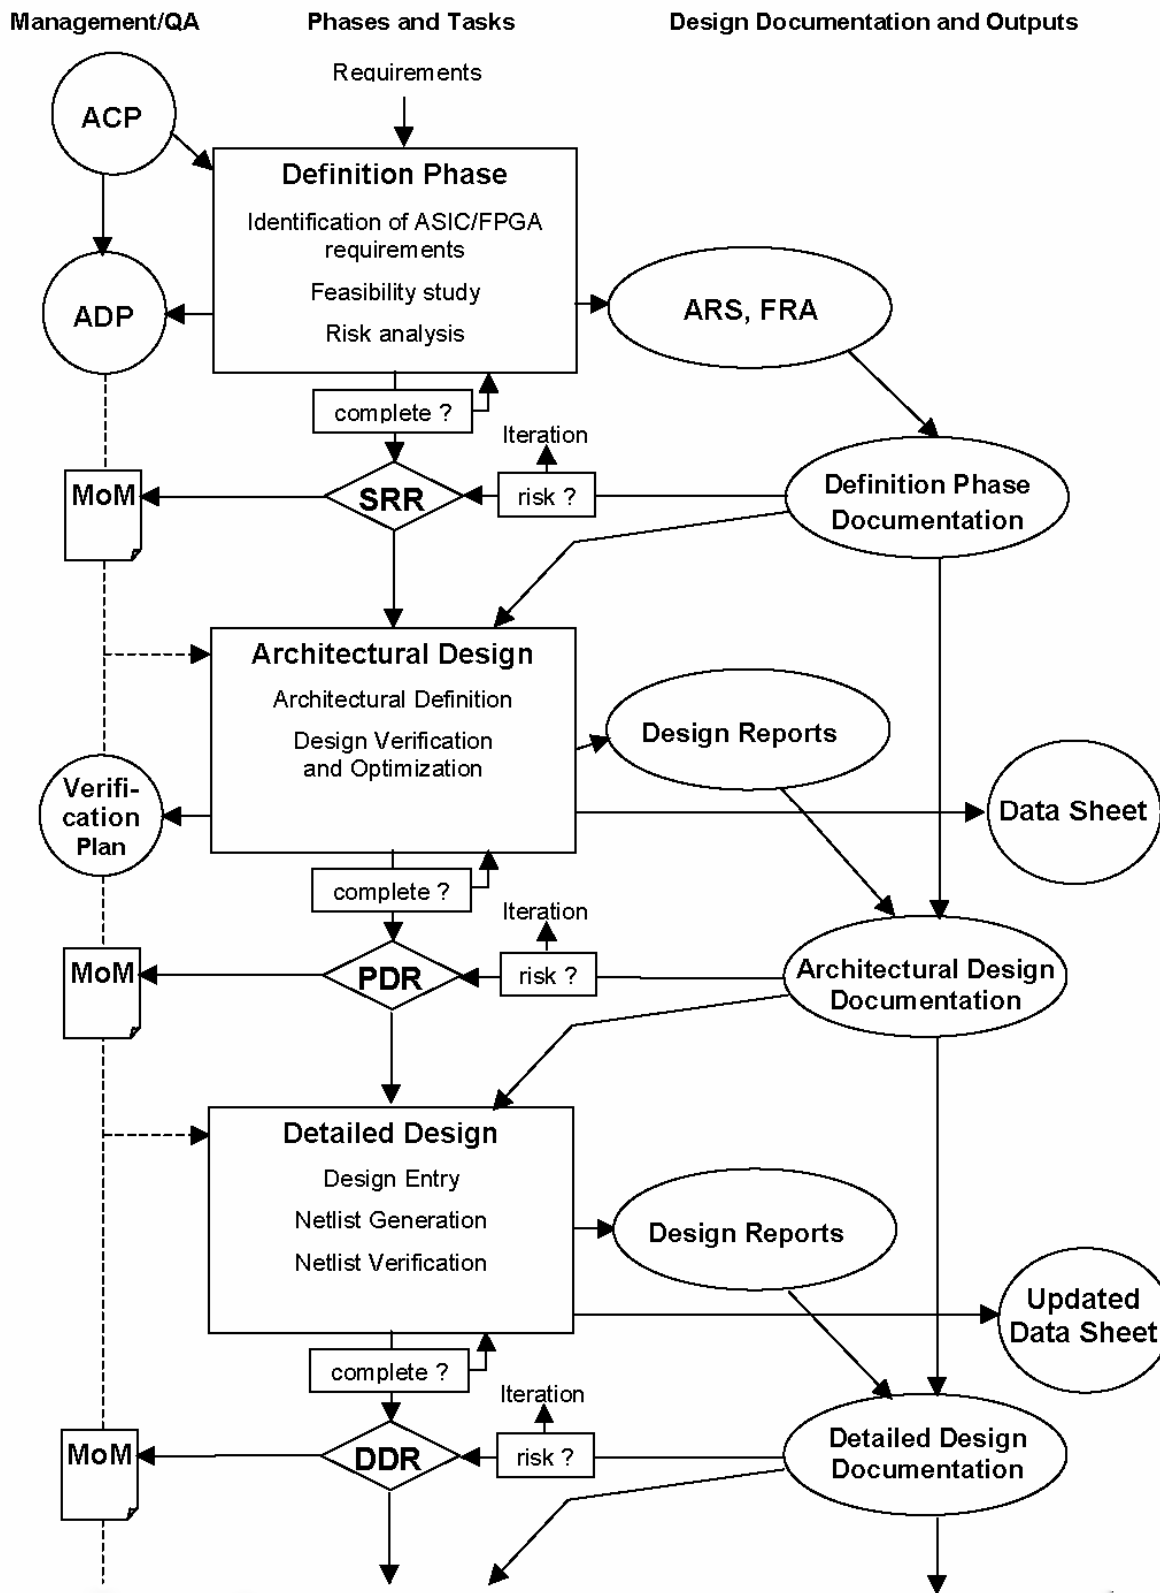 Management/QA
Phases and Tasks
Design Documentation and Outputs
Requirements
ACP
Definition Phase
Identification of ASIC/FPGA
requirements
Feasibility study
Risk analysis
ADP
ARS, FRA
complete ?
Iteration
MoM
SRR
risk ?
Definition Phase
Documentation
Architectural Design
Architectural Definition
Design Verification
and Optimization
Design Reports
Verifi-
cation
Plan
Data Sheet
complete ?
Iteration
MoM
PDR
risk ?
Architectural Design
Documentation
Detailed Design
Design Entry
Netlist Generation
Netlist Verification
Design Reports
Updated
Data Sheet
complete ?
Iteration
MoM
DDR
risk ?
Detailed Design
Documentation